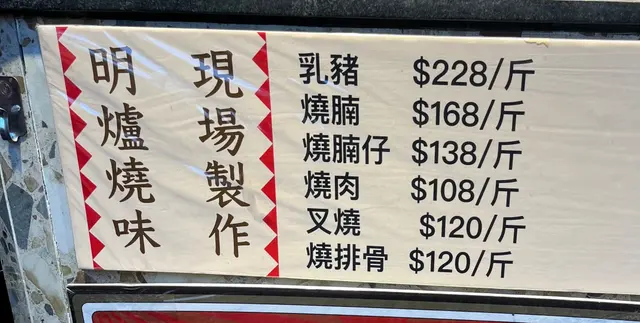 現場製作
明爐燒味
乳豬 $228/斤
燒腩 $168/斤
燒腩仔 $138/斤
燒肉 $108/斤
叉燒 $120/斤
燒排骨 $120/斤